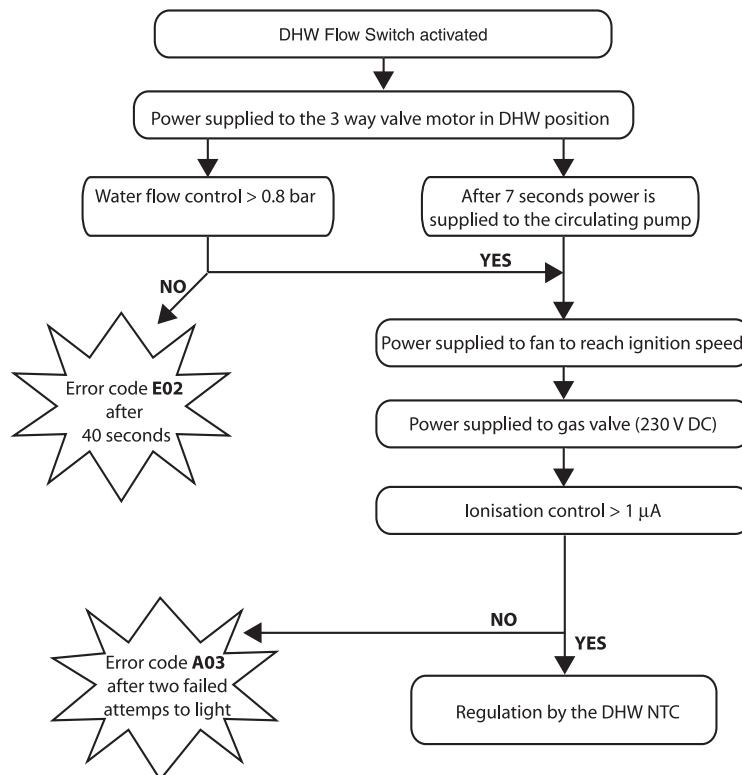 DHW Flow Switch activated
Power supplied to the 3 way valve motor in DHW position
Water flow control > 0.8 bar
After 7 seconds power is
supplied to the circulating pump
YES
NO
Power supplied to fan to reach ignition speed
Error code E02
after
40 seconds
Power supplied to gas valve (230 V DC)
Ionisation control > 1 µA
NO
YES
Error code A03
after two failed
attemps to light
Regulation by the DHW NTC